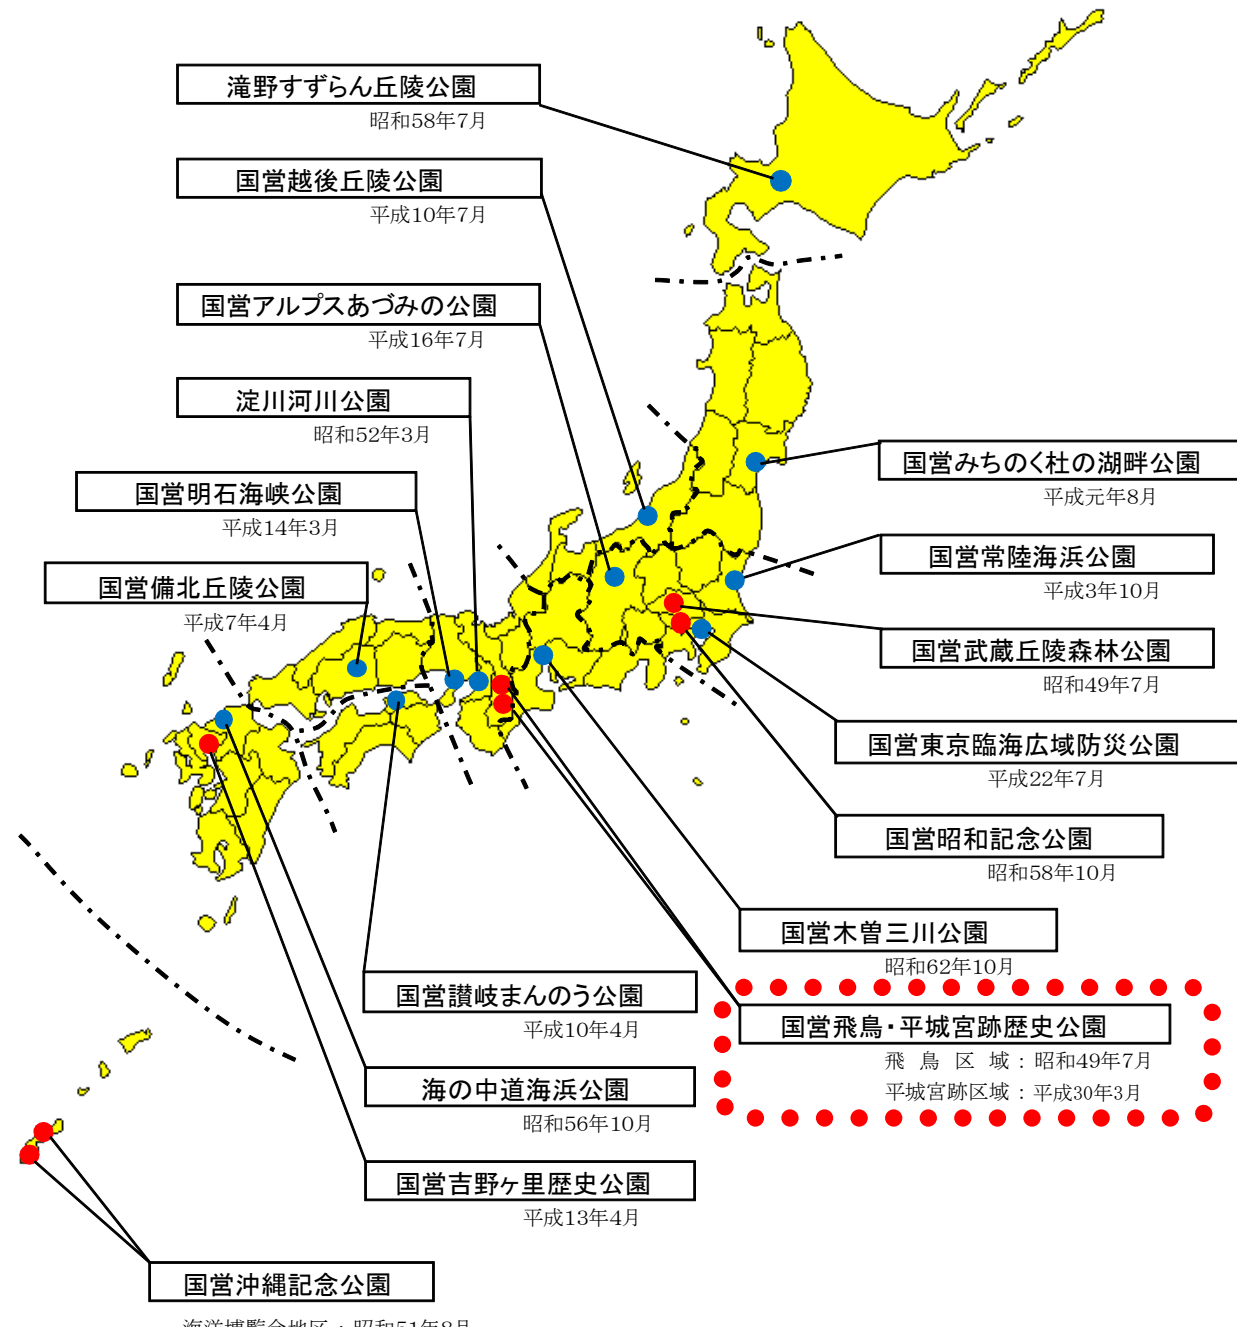 滝野すずらん丘陵公園
昭和58年7月
国営越後丘陵公園
平成10年7月
国営アルプスあづみの公園
平成16年7月
淀川河川公園
昭和52年3月
国営明石海峡公園
平成14年3月
国営備北丘陵公園
平成7年4月
国営みちのく杜の湖畔公園
平成元年8月
国営常陸海浜公園
平成3年10月
国営武蔵丘陵森林公園
昭和49年7月
国営東京臨海広域防災公園
平成22年7月
国営昭和記念公園
昭和58年10月
国営木曽三川公園
昭和62年10月
国営飛鳥・平城宮跡歴史公園
飛鳥区域：昭和49年7月
平城宮跡区域：平成30年3月
国営讃岐まんのう公園
平成10年4月
海の中道海浜公園
昭和56年10月
国営吉野ヶ里歴史公園
平成13年4月
国営沖縄記念公園
海洋博覧会地区：昭和51年8月